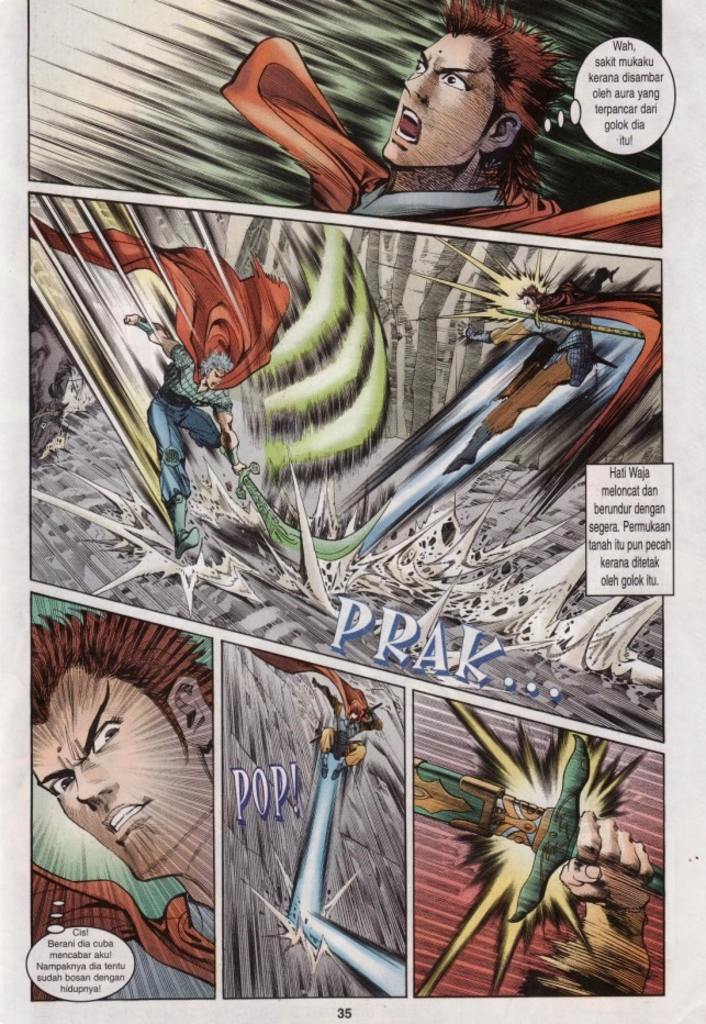 Wah,
sakit mukaku
kerana disambar
oleh aura yang
terpancar dari
golok dia
itu!
Hati Waja
meloncat dan
berundur dengan
segera. Permukaan
tanah itu pun pecah
kerana ditetak
oleh golok itu.
PRAK...
POP!
Cis!
Berani dia cuba
mencabar aku!
Nampaknya dia tentu
sudah bosan dengan
hidupnya!
35